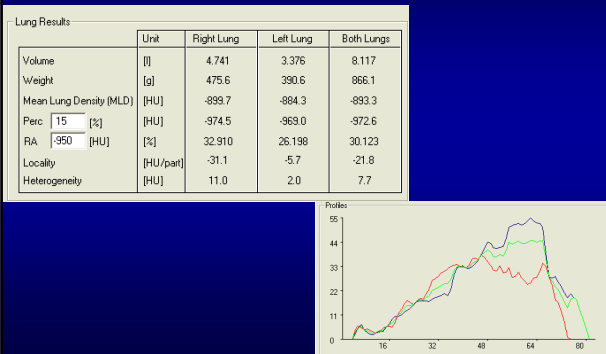 Lung Results
Unit Right Lung Left Lung Both Lungs
Volume [l] 4.741 3.376 8.117
Weight [g] 475.6 390.6 866.1
Mean Lung Density (MLD) [HU] -899.7 -884.3 -893.3
Perc 15 [%] [HU] -974.5 -969.0 -972.6
RA -950 [HU] [%] 32.910 26.198 30.123
Locality [HU/part] -31.1 -5.7 -21.8
Heterogeneity [HU] 11.0 2.0 7.7
Profiles
55
44
33
22
11
0
16 32 48 64 80